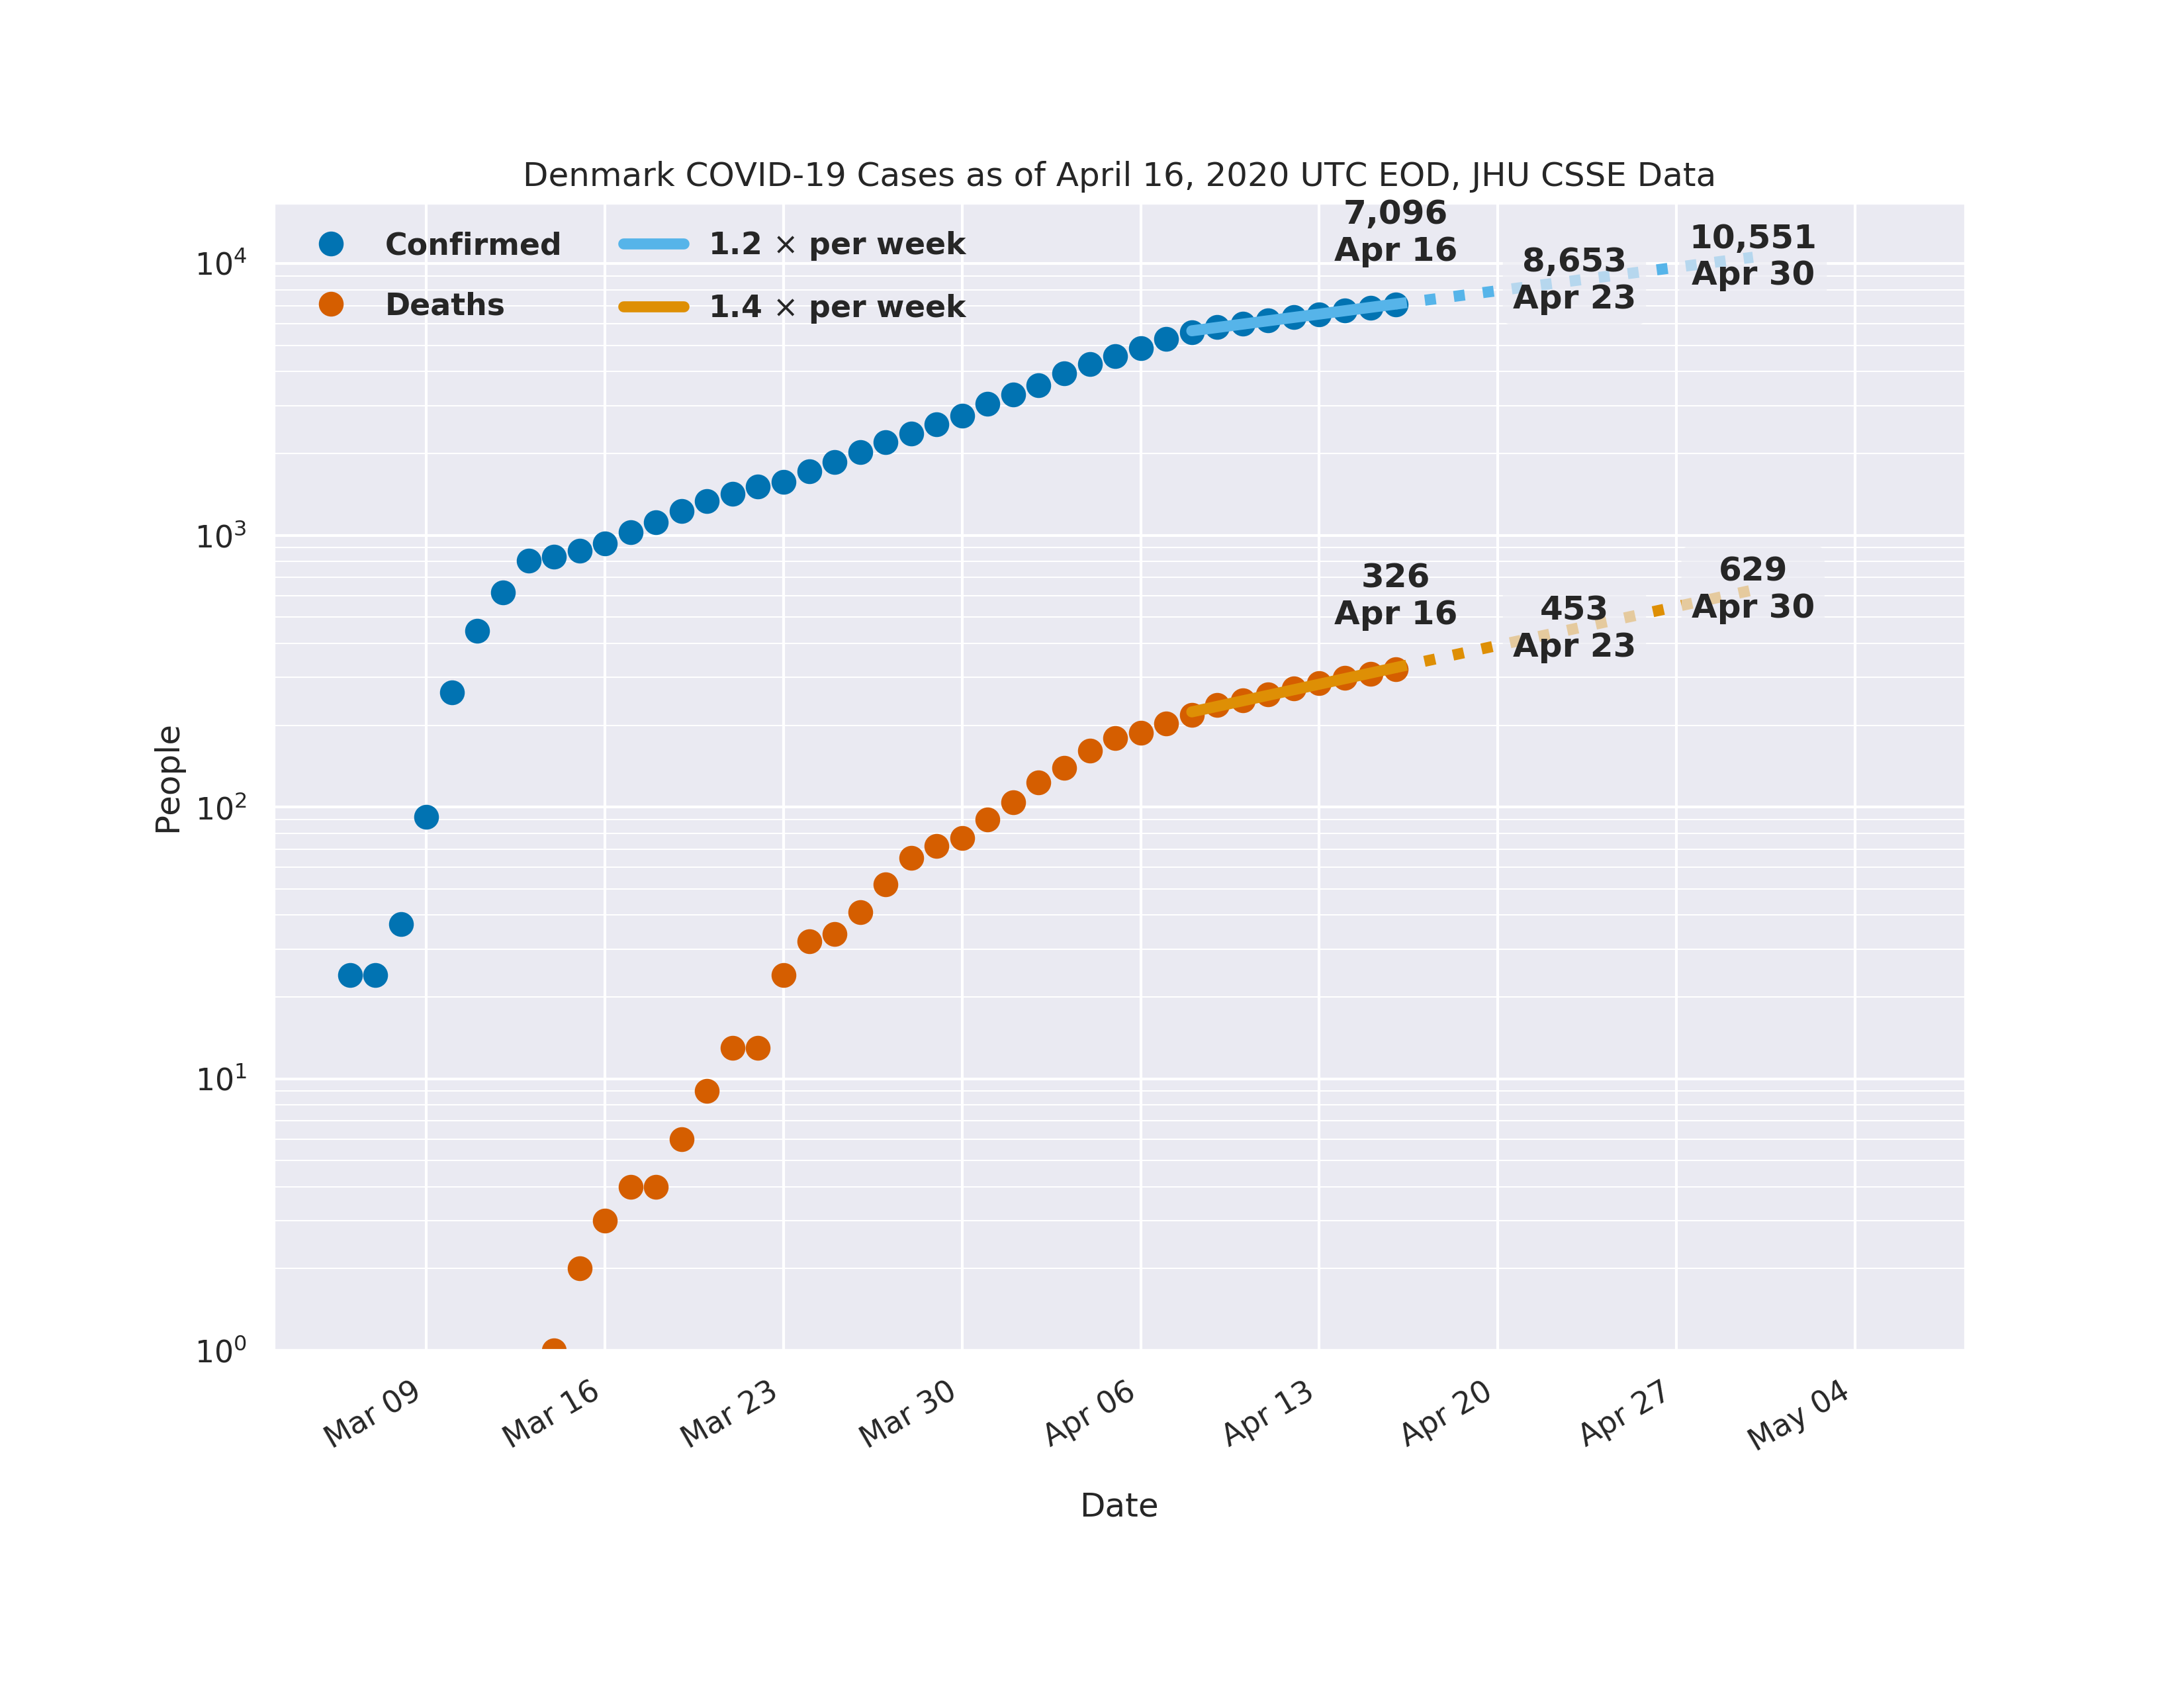 Denmark COVID-19 Cases as of April 16, 2020 UTC EOD, JHU CSSE Data
Confirmed
Deaths
1.2 × per week
1.4 × per week
7,096
Apr 16
8,653
Apr 23
10,551
Apr 30
326
Apr 16
453
Apr 23
629
Apr 30
People
10⁴
10³
10²
10¹
10⁰
Mar 09
Mar 16
Mar 23
Mar 30
Apr 06
Apr 13
Apr 20
Apr 27
May 04
Date